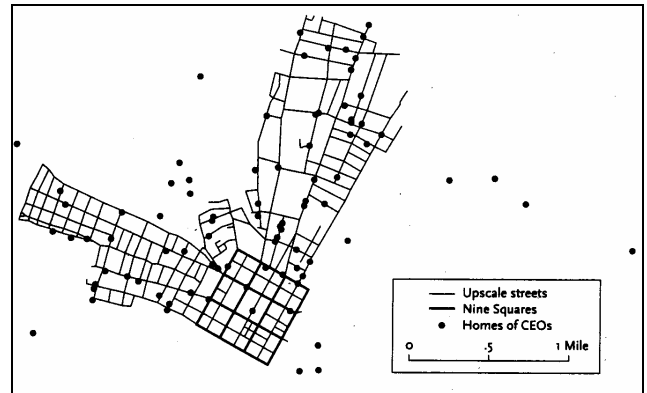 Upscale streets
Nine Squares
Homes of CEOs
0 .5 1 Mile